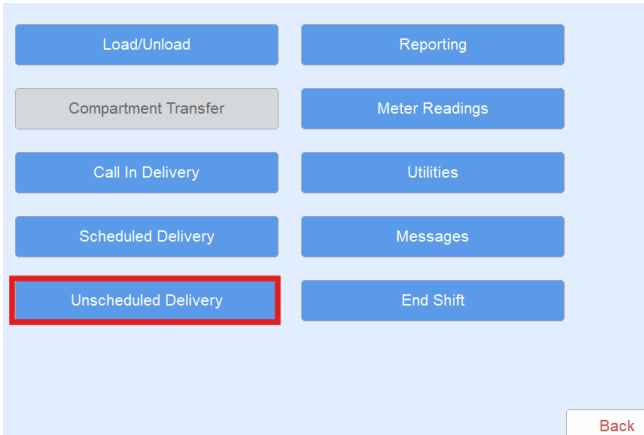 Load/Unload
Reporting
Compartment Transfer
Meter Readings
Call In Delivery
Utilities
Scheduled Delivery
Messages
Unscheduled Delivery
End Shift
Back